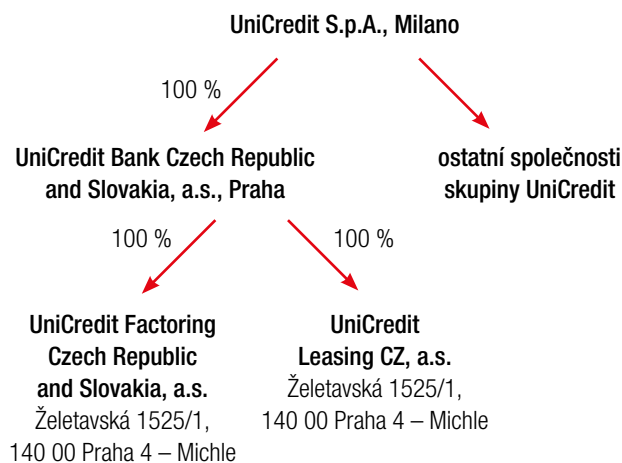 UniCredit S.p.A., Milano
100 %
UniCredit Bank Czech Republic
and Slovakia, a.s., Praha
ostatní společnosti
skupiny UniCredit
100 %
100 %
UniCredit Factoring
Czech Republic
and Slovakia, a.s.
Želetavská 1525/1,
140 00 Praha 4 – Michle
UniCredit
Leasing CZ, a.s.
Želetavská 1525/1,
140 00 Praha 4 – Michle